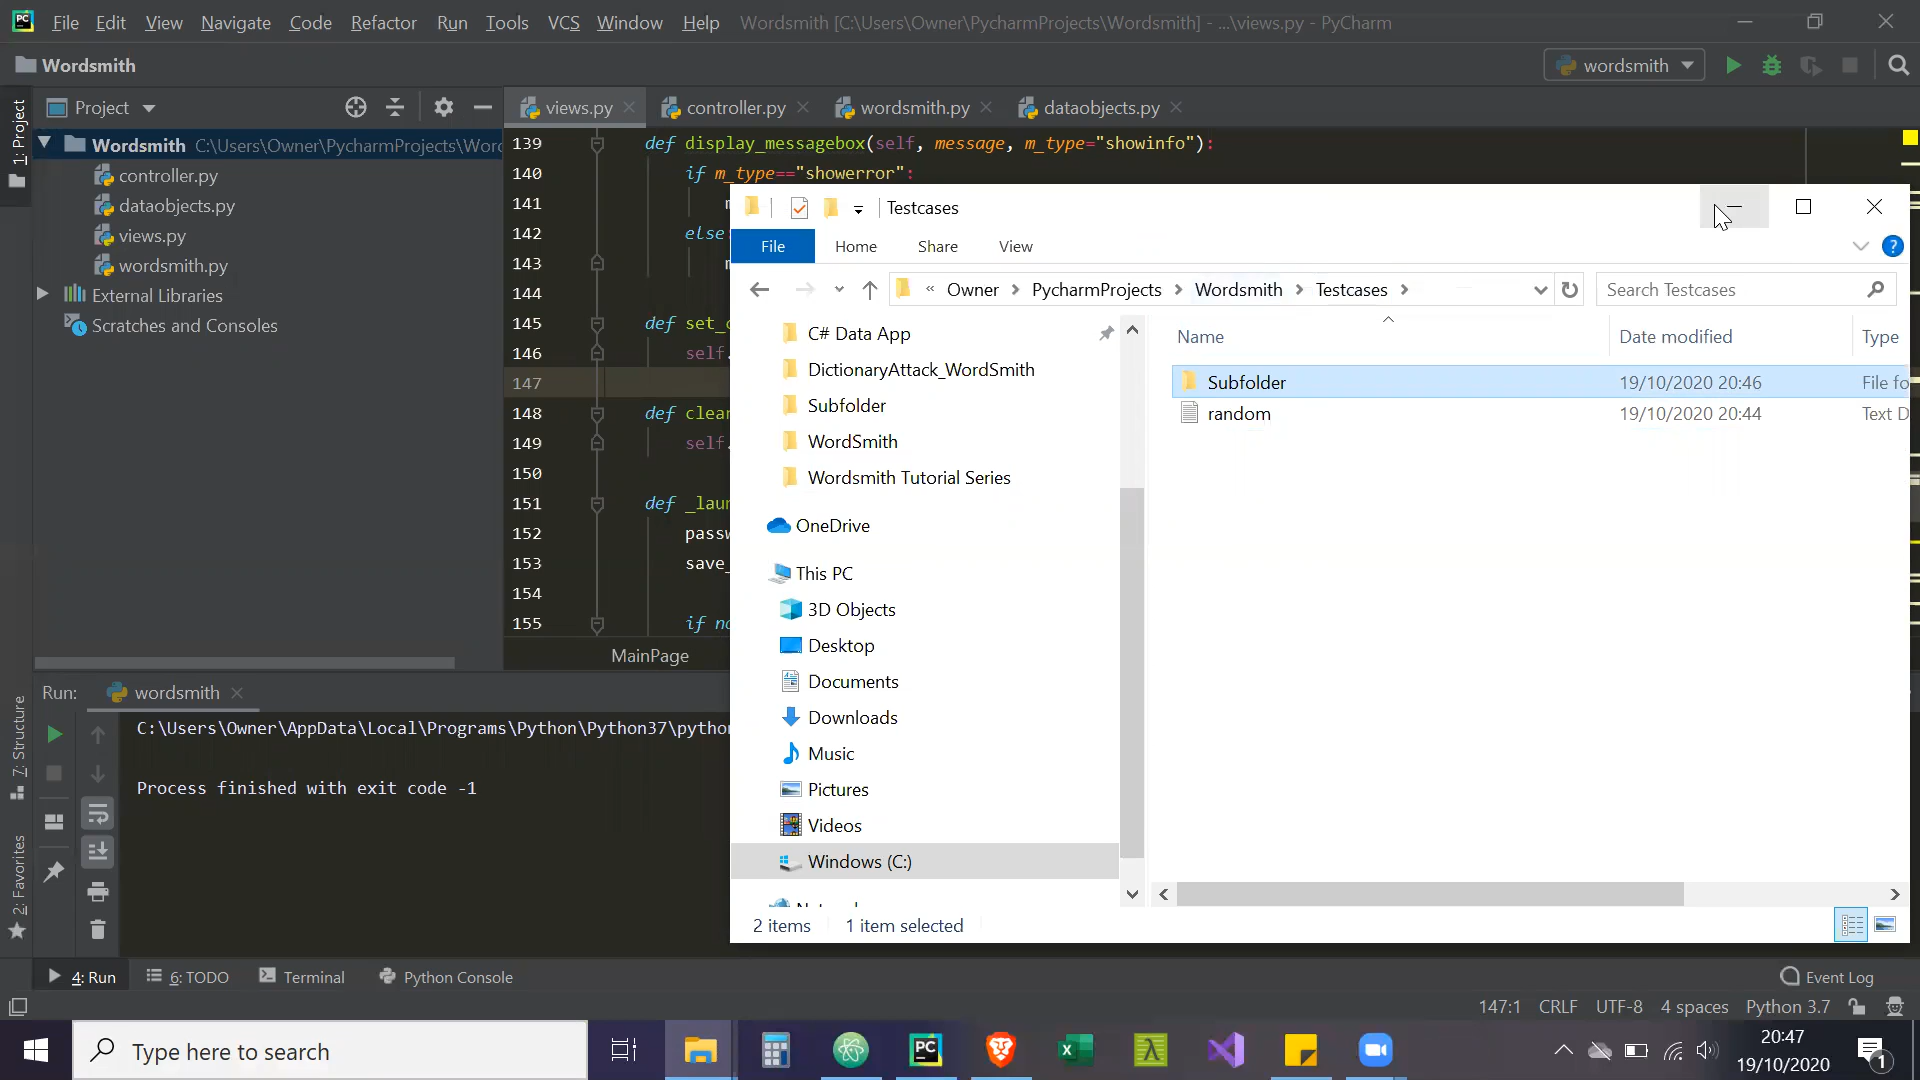 File Edit View Navigate Code Refactor Run Tools VCS Window Help Wordsmith [C:\Users\Owner\PycharmProjects\Wordsmith] - ...\views.py - PyCharm
Wordsmith
wordsmith
1: Project
Project
views.py controller.py wordsmith.py dataobjects.py
Wordsmith C:\Users\Owner\PycharmProjects\Word
controller.py
dataobjects.py
views.py
wordsmith.py
External Libraries
Scratches and Consoles
139 def display_messagebox(self, message, m_type="showinfo"):
140 if m_type=="showerror":
141
142 else
143
144
145 def set_
146 self.
147
148 def clear
149 self.
150
151 def _laun
152 passw
153 save_
154
155 if no
MainPage
Testcases
File Home Share View
« Owner > PycharmProjects > Wordsmith > Testcases >
Search Testcases
C# Data App
DictionaryAttack_WordSmith
Subfolder
WordSmith
Wordsmith Tutorial Series
OneDrive
This PC
3D Objects
Desktop
Documents
Downloads
Music
Pictures
Videos
Windows (C:)
Name Date modified Type
Subfolder 19/10/2020 20:46 File fo
random 19/10/2020 20:44 Text D
2 items 1 item selected
Run: wordsmith
C:\Users\Owner\AppData\Local\Programs\Python\Python37\python
Process finished with exit code -1
7: Structure
2: Favorites
4: Run 6: TODO Terminal Python Console
Event Log
147:1 CRLF UTF-8 4 spaces Python 3.7
Type here to search
20:47
19/10/2020
1